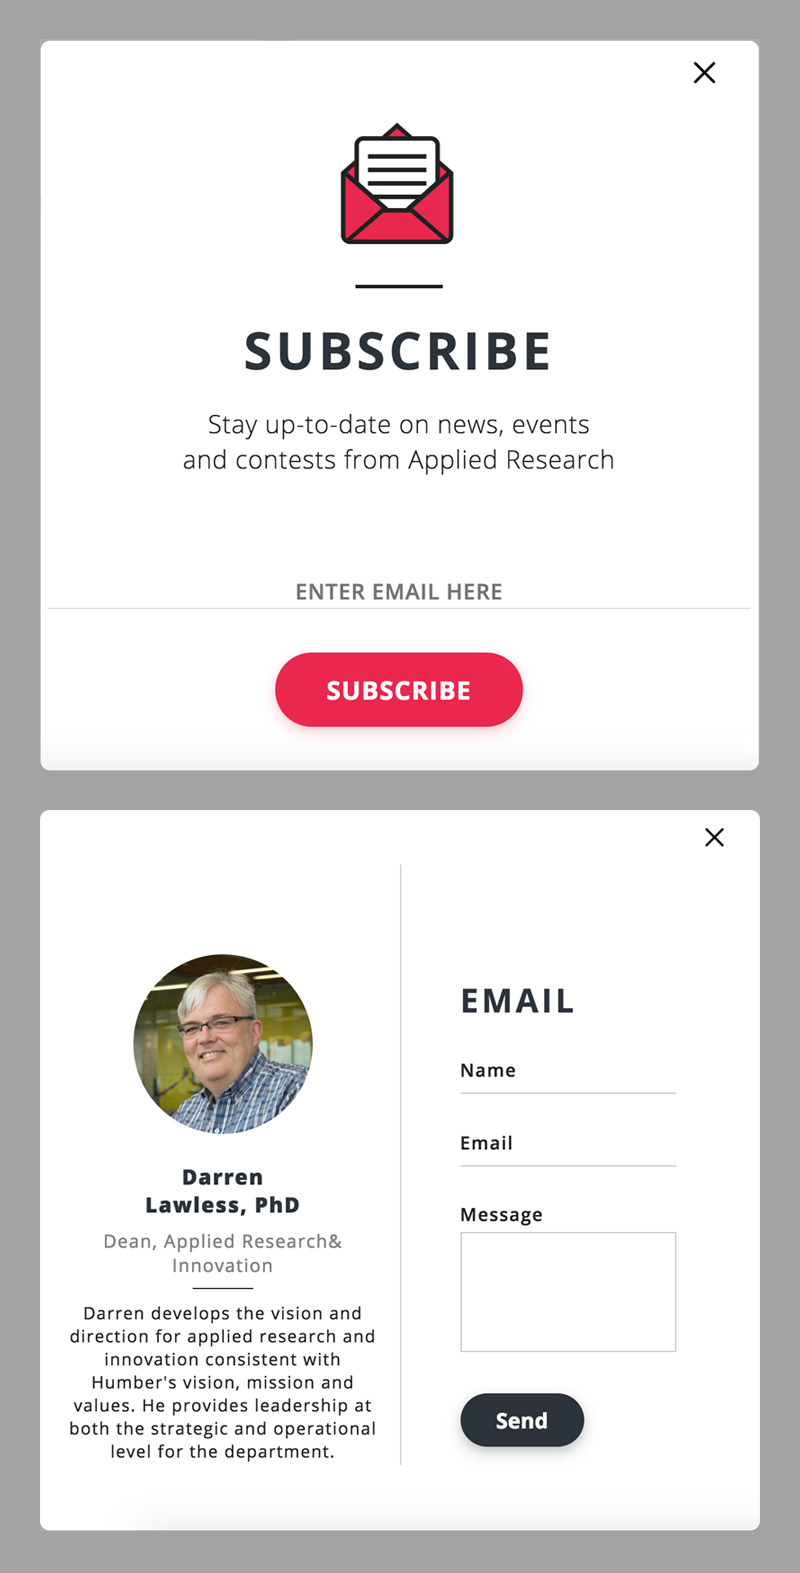 SUBSCRIBE
Stay up-to-date on news, events
and contests from Applied Research
ENTER EMAIL HERE
SUBSCRIBE
Darren
Lawless, PhD
Dean, Applied Research&
Innovation
Darren develops the vision and
direction for applied research and
innovation consistent with
Humber's vision, mission and
values. He provides leadership at
both the strategic and operational
level for the department.
EMAIL
Name
Email
Message
Send